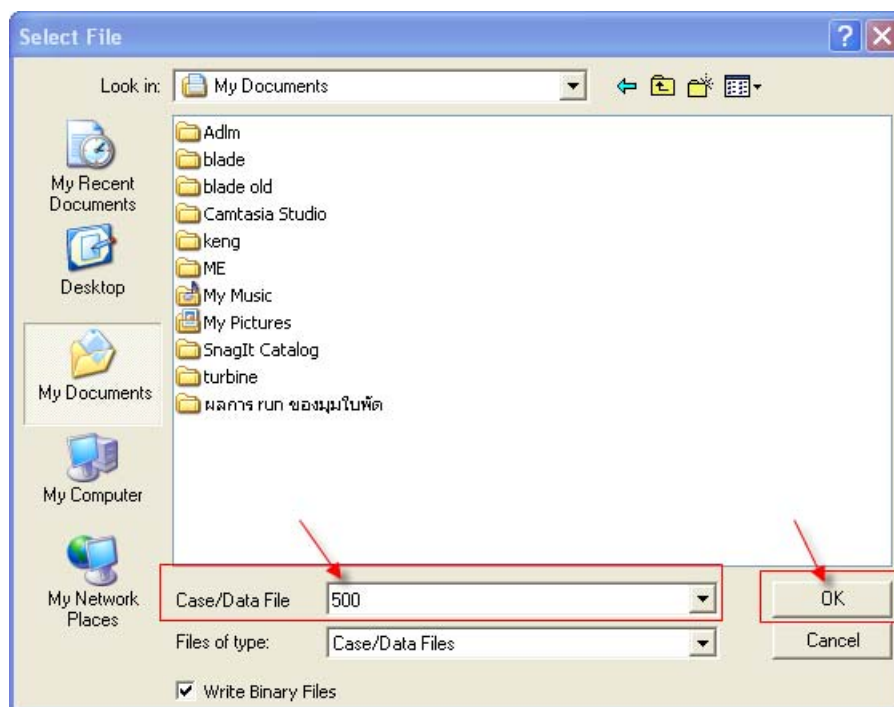 Select File
Look in: My Documents
My Recent
Documents
Desktop
My Documents
My Computer
My Network
Places
Adlm
blade
blade old
Camtasia Studio
keng
ME
My Music
My Pictures
SnagIt Catalog
turbine
ผลการ run ของมุมใบพัด
Case/Data File 500 OK
Files of type: Case/Data Files Cancel
Write Binary Files